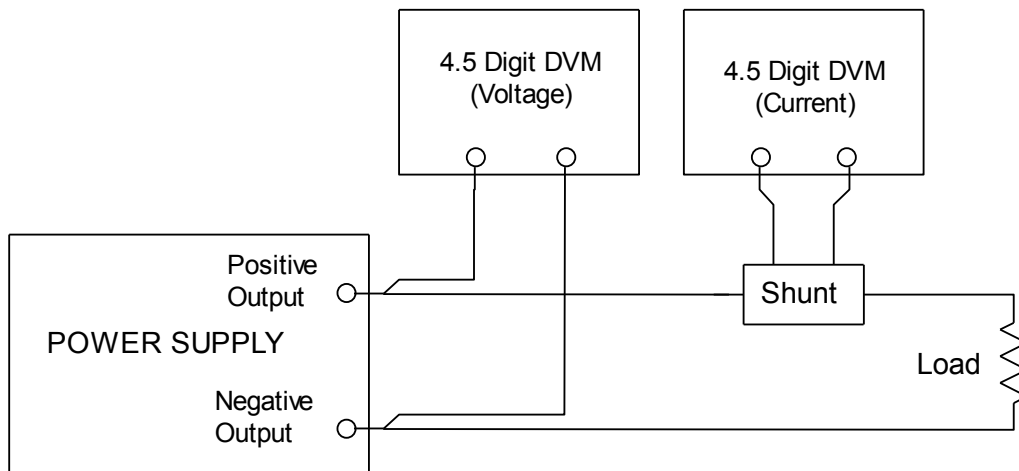 4.5 Digit DVM
(Voltage)
4.5 Digit DVM
(Current)
Positive
Output
Shunt
POWER SUPPLY
Load
Negative
Output